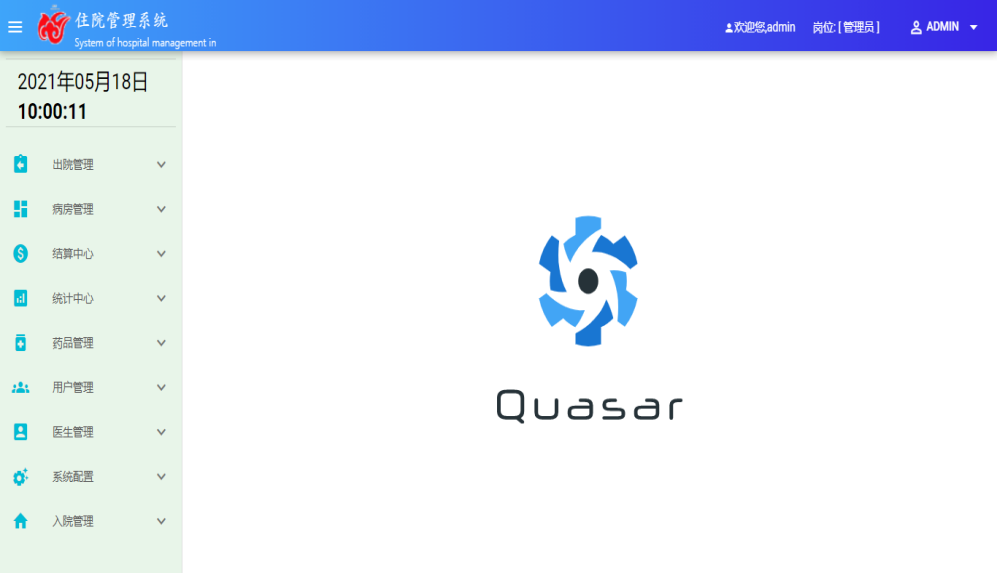 住院管理系统
System of hospital management in
欢迎您,admin 岗位: [ 管理员 ] ADMIN
2021年05月18日
10:00:11
出院管理
病房管理
结算中心
统计中心
药品管理
用户管理
医生管理
系统配置
入院管理
Quasar